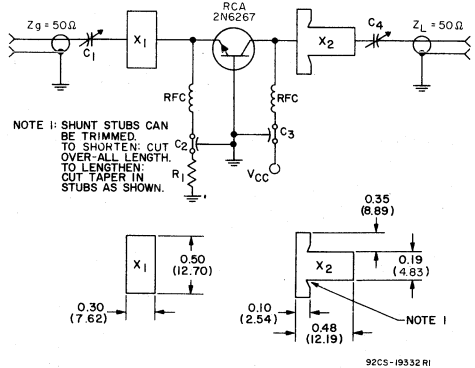 RCA
2N6267
Zg = 50Ω
C1
X1
X2
C4
ZL = 50Ω
RFC
RFC
NOTE 1: SHUNT STUBS CAN
BE TRIMMED.
TO SHORTEN: CUT
OVER-ALL LENGTH.
TO LENGTHEN:
CUT TAPER IN
STUBS AS SHOWN.
C2
C3
R1
VCC
X1
0.50
(12.70)
0.30
(7.62)
X2
0.35
(8.89)
0.19
(4.83)
0.10
(2.54)
0.48
(12.19)
NOTE 1
92CS-19332 R1